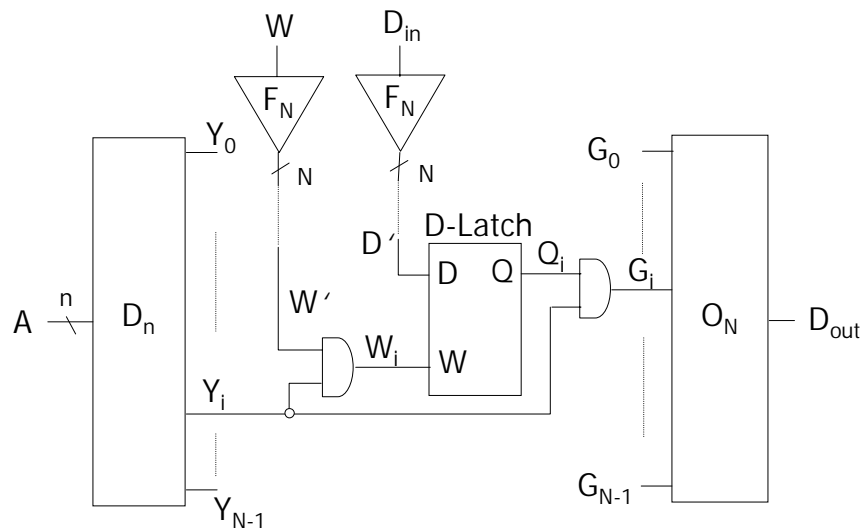 W
D_in
F_N
F_N
Y_0
N
N
G_0
D-Latch
D′
D
Q
Q_i
G_i
n
W′
A
D_n
O_N
D_out
W_i
W
Y_i
Y_N-1
G_N-1